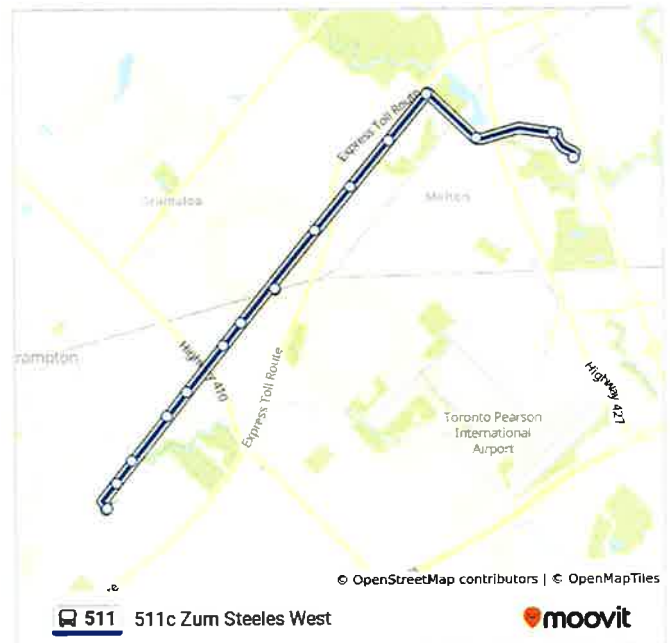 Express Toll Route
Malton
rampton
Highway 410
Express Toll Route
Highway 427
Toronto Pearson
International
Airport
© OpenStreetMap contributors | © OpenMapTiles
511 511c Zum Steeles West
moovit